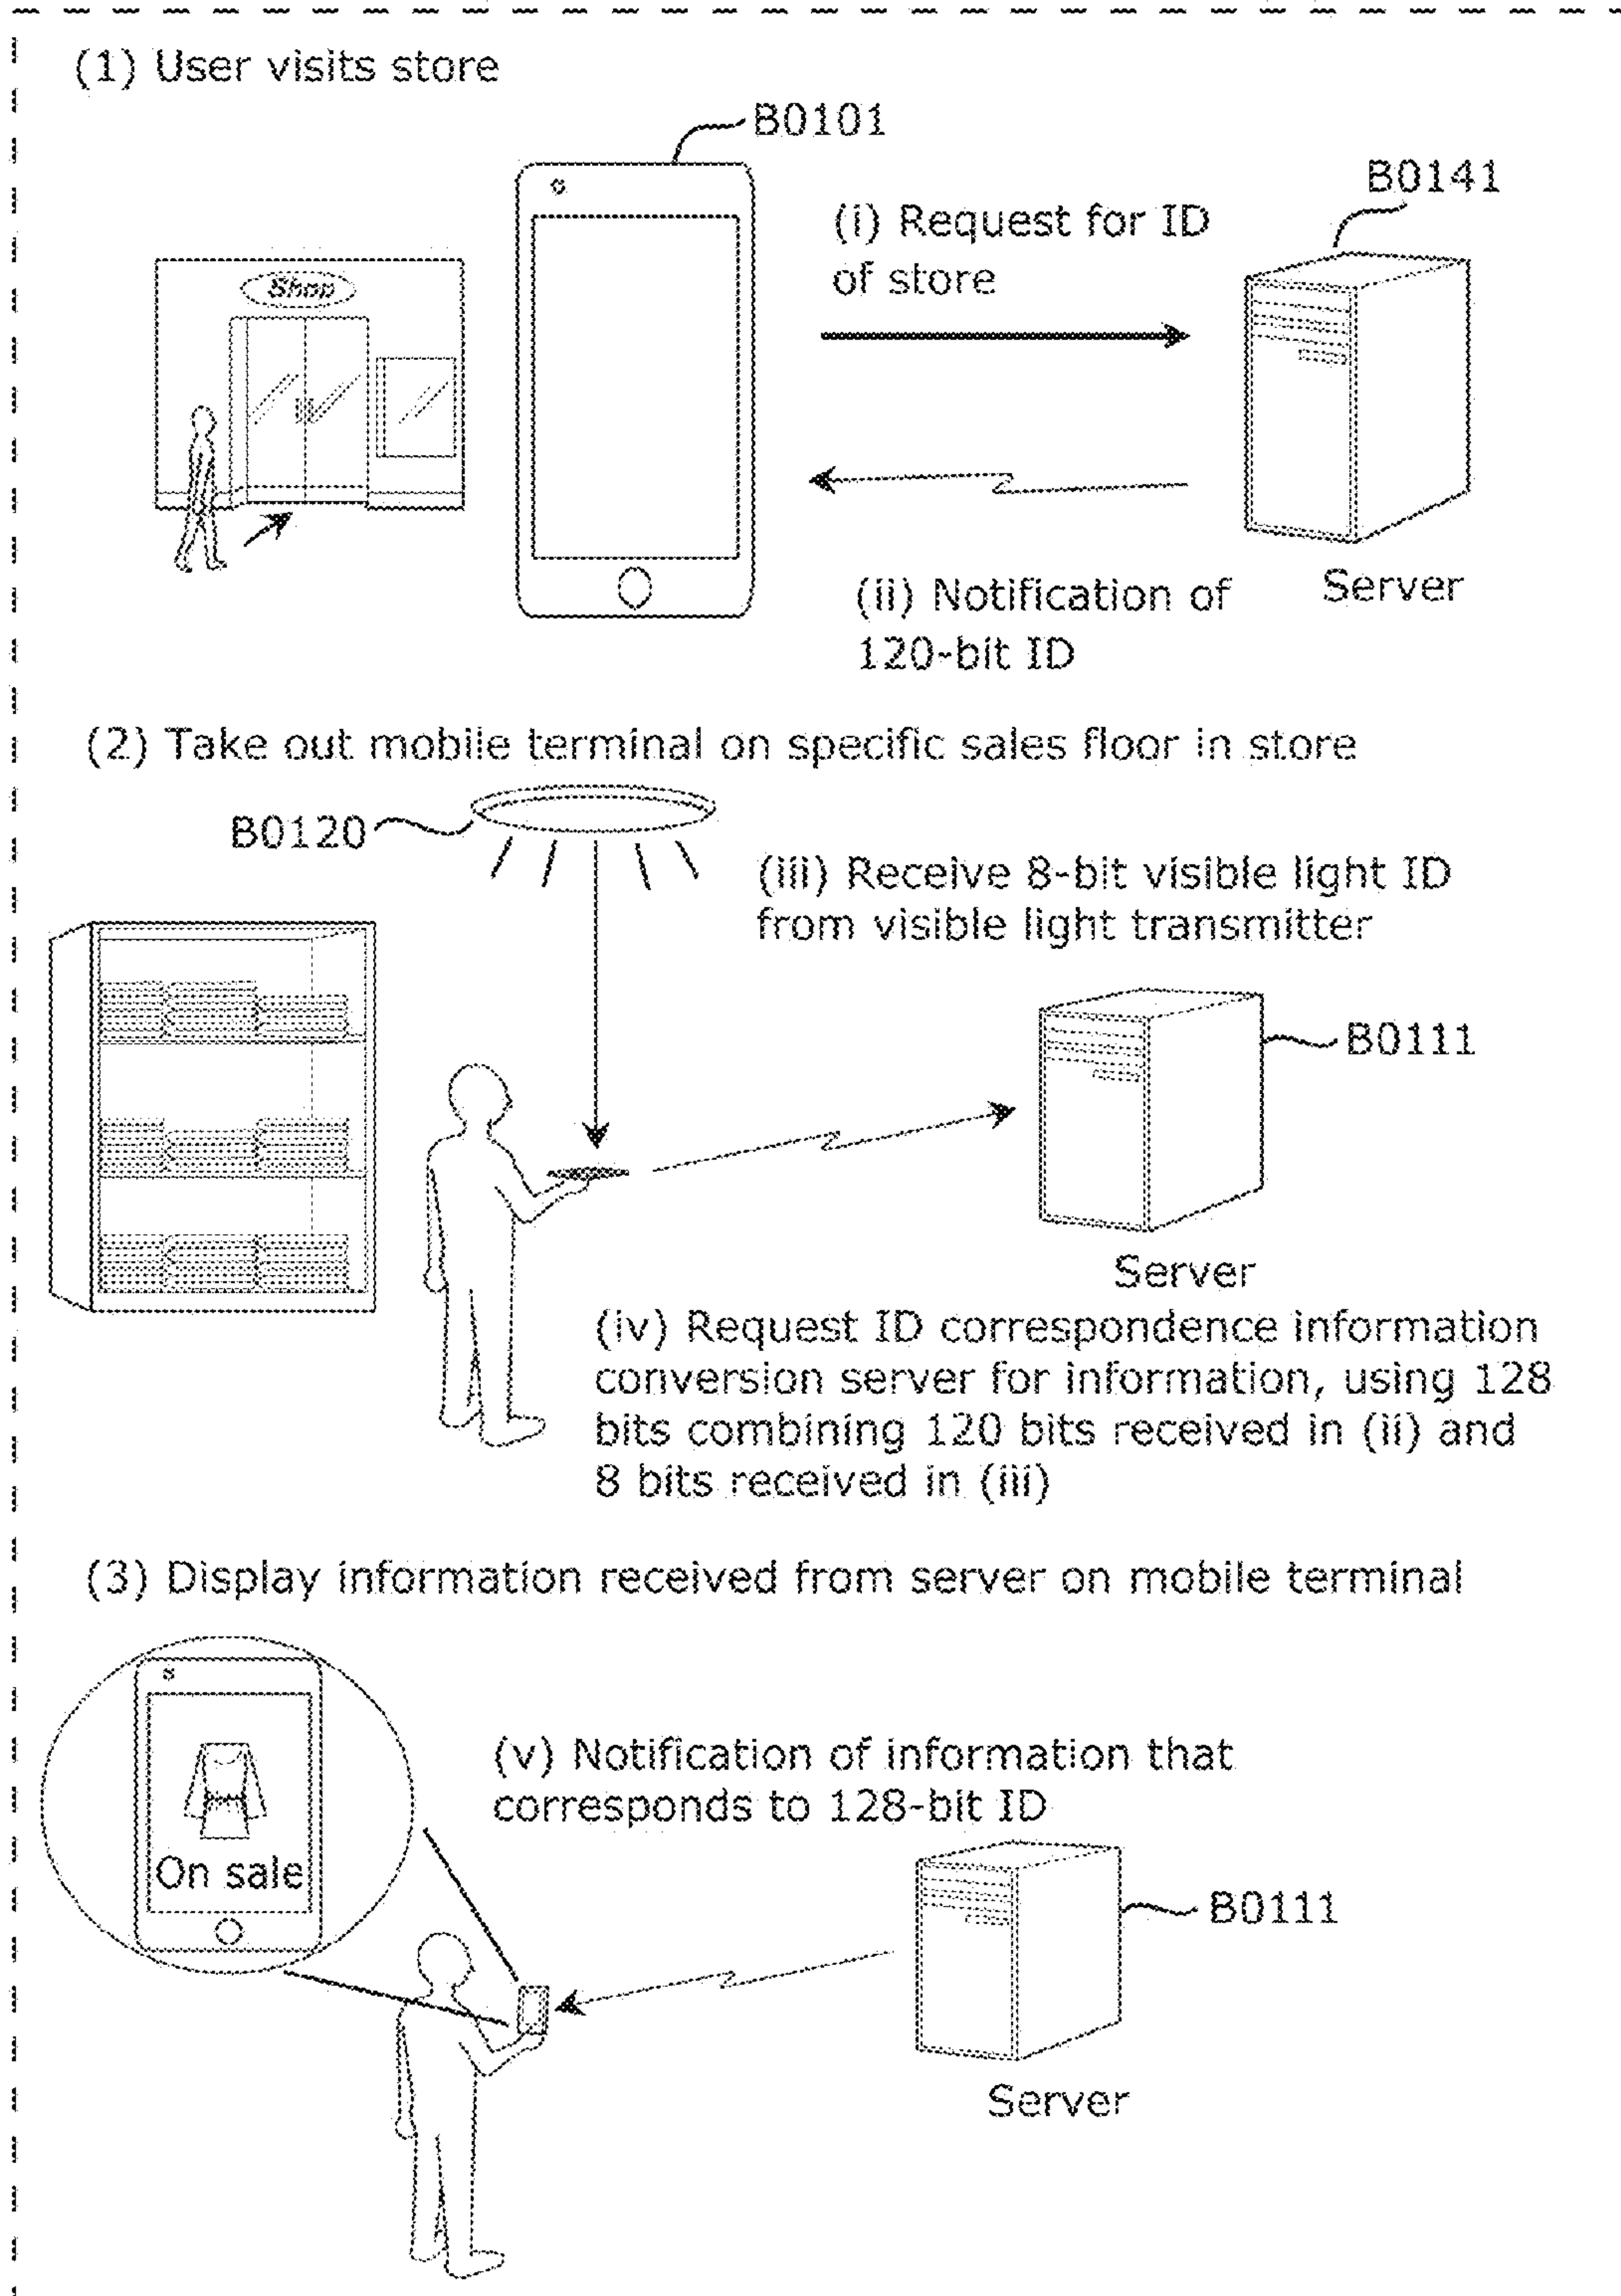 (1) User visits store
B0101
B0141
(i) Request for ID
of store
Shop
Server
(ii) Notification of
120-bit ID
(2) Take out mobile terminal on specific sales floor in store
B0120
(iii) Receive 8-bit visible light ID
from visible light transmitter
B0111
Server
(iv) Request ID correspondence information
conversion server for information, using 128
bits combining 120 bits received in (ii) and
8 bits received in (iii)
(3) Display information received from server on mobile terminal
(v) Notification of information that
corresponds to 128-bit ID
On sale
B0111
Server